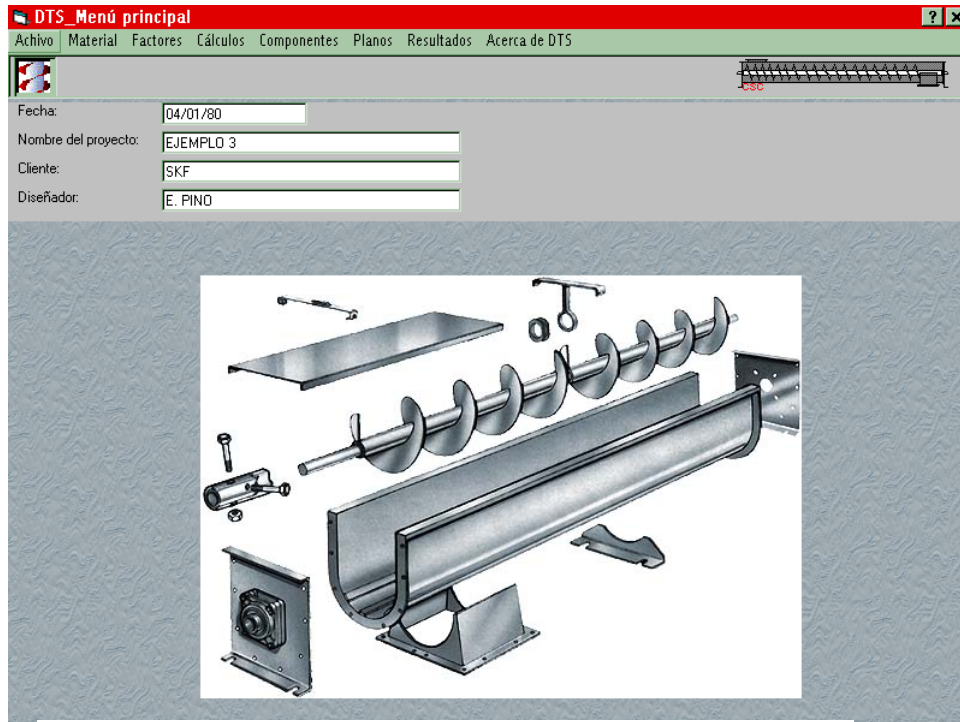 DTS_Menú principal
Achivo Material Factores Cálculos Componentes Planos Resultados Acerca de DTS
CSC
Fecha: 04/01/80
Nombre del proyecto: EJEMPLO 3
Cliente: SKF
Diseñador: E. PINO